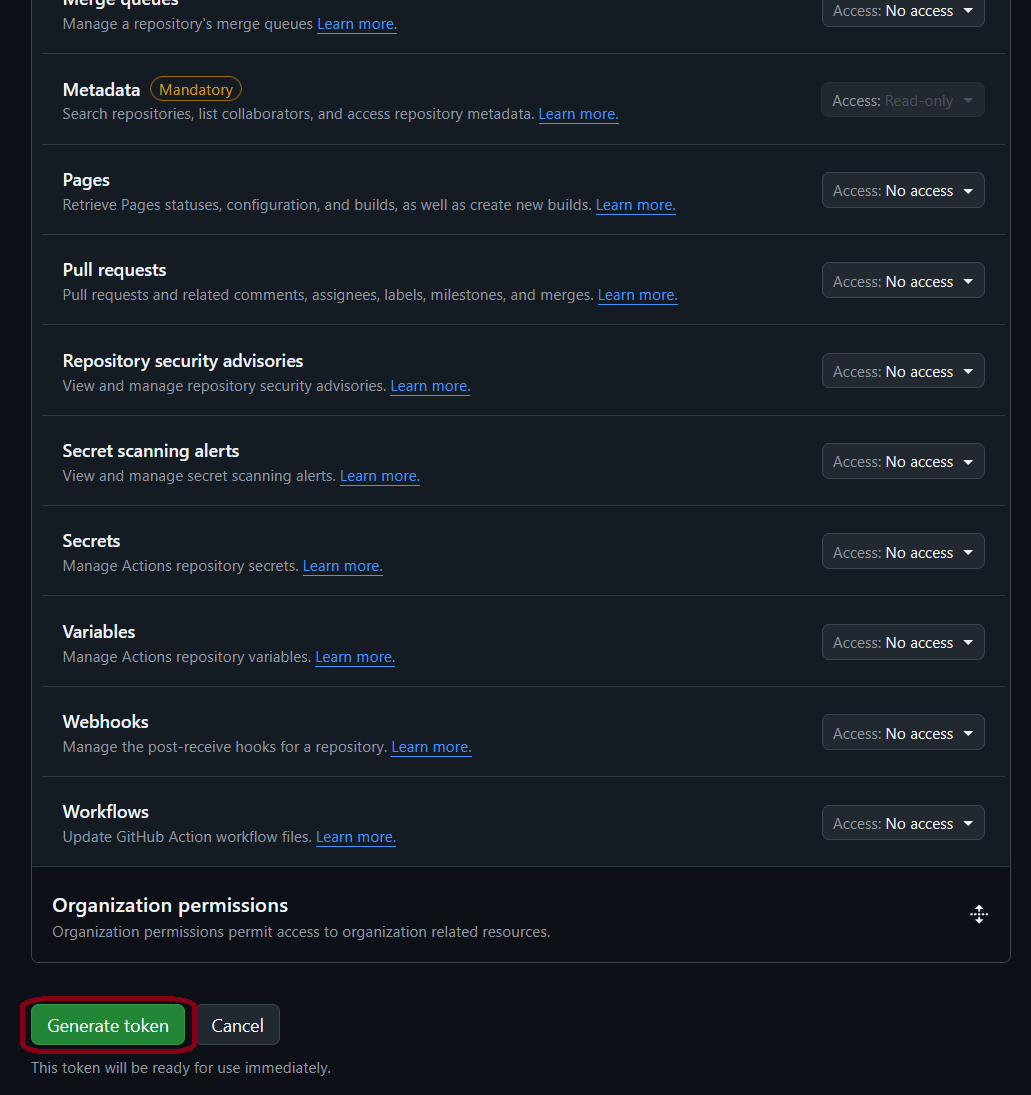 Merge queues
Manage a repository's merge queues Learn more.
Access: No access
Metadata Mandatory
Search repositories, list collaborators, and access repository metadata. Learn more.
Access: Read-only
Pages
Retrieve Pages statuses, configuration, and builds, as well as create new builds. Learn more.
Access: No access
Pull requests
Pull requests and related comments, assignees, labels, milestones, and merges. Learn more.
Access: No access
Repository security advisories
View and manage repository security advisories. Learn more.
Access: No access
Secret scanning alerts
View and manage secret scanning alerts. Learn more.
Access: No access
Secrets
Manage Actions repository secrets. Learn more.
Access: No access
Variables
Manage Actions repository variables. Learn more.
Access: No access
Webhooks
Manage the post-receive hooks for a repository. Learn more.
Access: No access
Workflows
Update GitHub Action workflow files. Learn more.
Access: No access
Organization permissions
Organization permissions permit access to organization related resources.
Generate token Cancel
This token will be ready for use immediately.